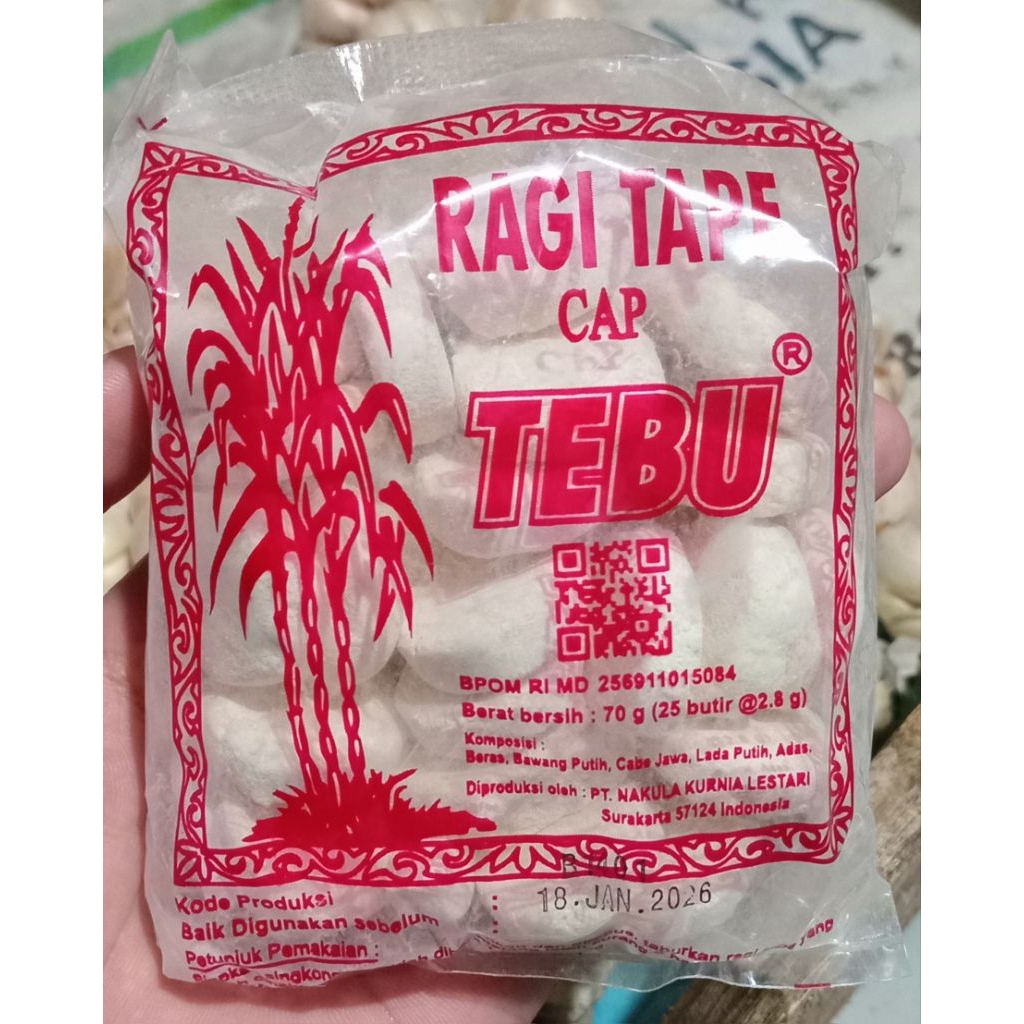 SIA
RAGI TAPE
CAP
TEBU®
BPOM RI MD 256911015084
Berat bersih : 70 g (25 butir @2.8 g)
Komposisi :
Beras, Bawang Putih, Cabe Jawa, Lada Putih, Adas.
Diproduksi oleh : PT. NAKULA KURNIA LESTARI
Surakarta 57124 Indonesia
Kode Produksi :
18.JAN.2026
Baik Digunakan sebelum :
Petunjuk Pemakaian :